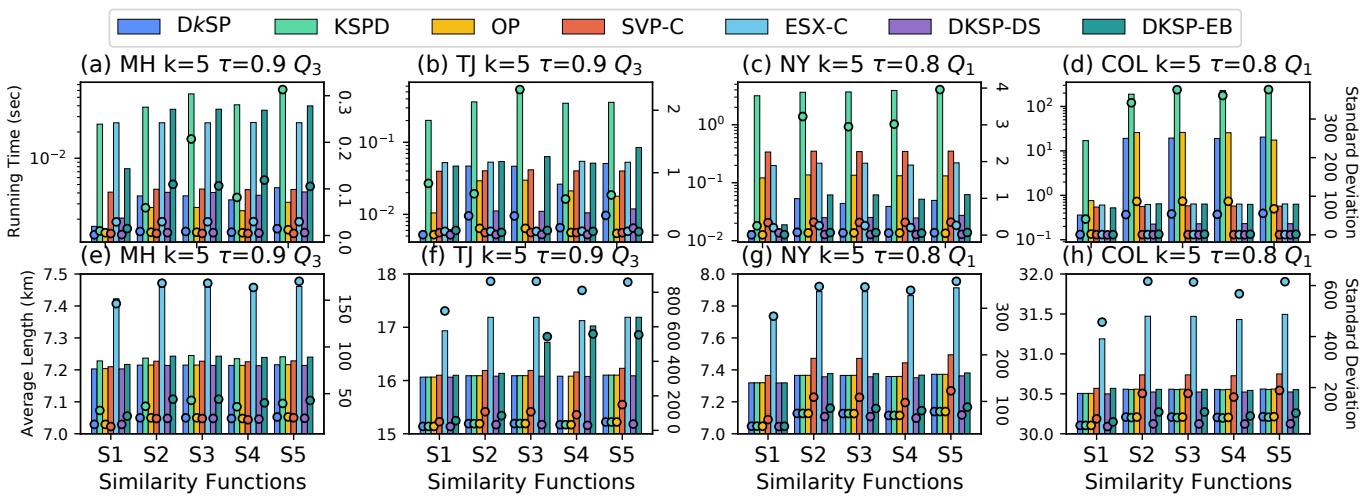 DkSP KSPD OP SVP-C ESX-C DKSP-DS DKSP-EB
(a) MH k=5 τ=0.9 Q3
(b) TJ k=5 τ=0.9 Q3
(c) NY k=5 τ=0.8 Q1
(d) COL k=5 τ=0.8 Q1
Running Time (sec)
10−2
0.0 0.1 0.2 0.3
10−2 10−1
0 1 2
10−2 10−1 100
0 1 2 3 4
10−1 100 101 102
0 100 200 300
Standard Deviation
(e) MH k=5 τ=0.9 Q3
(f) TJ k=5 τ=0.9 Q3
(g) NY k=5 τ=0.8 Q1
(h) COL k=5 τ=0.8 Q1
Average Length (km)
7.0 7.1 7.2 7.3 7.4 7.5
50 100 150
15 16 17 18
0 200 400 600 800
7.0 7.2 7.4 7.6 7.8 8.0
100 200 300
30.0 30.5 31.0 31.5 32.0
200 400 600
Standard Deviation
S1 S2 S3 S4 S5
S1 S2 S3 S4 S5
S1 S2 S3 S4 S5
S1 S2 S3 S4 S5
Similarity Functions
Similarity Functions
Similarity Functions
Similarity Functions